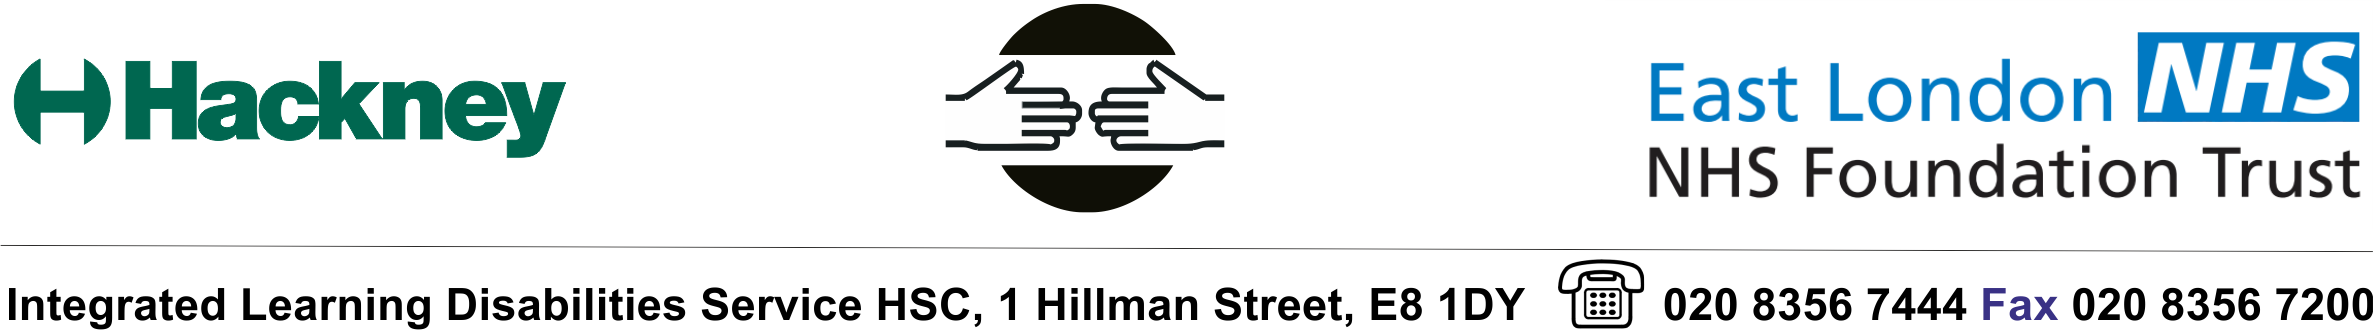 Hackney
East London NHS
NHS Foundation Trust
Integrated Learning Disabilities Service HSC, 1 Hillman Street, E8 1DY 020 8356 7444 Fax 020 8356 7200